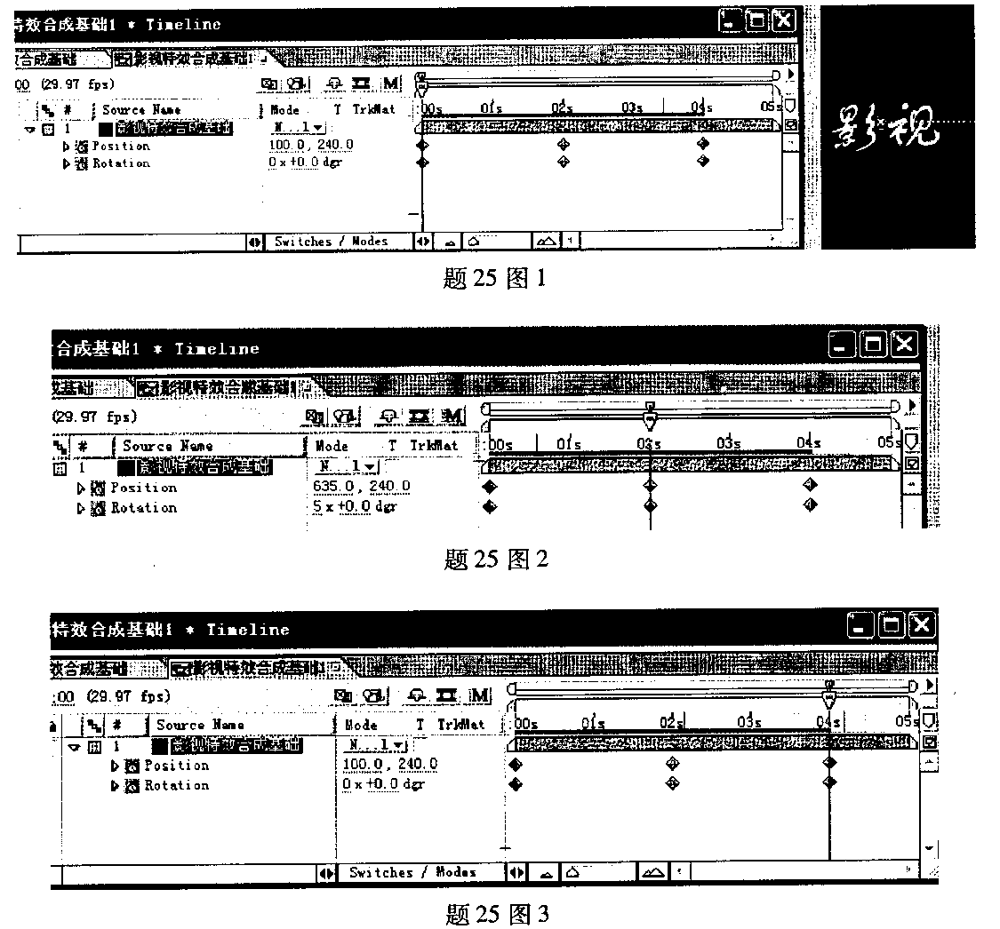 特效合成基础1 * Timeline
合成基础 影视特效合成基础1
00 (29.97 fps) M
# Source Name Mode T TrkMat 00s 01s 02s 03s 04s 05s
1 影视特效合成基础 N...l
Position 100.0, 240.0
Rotation 0 x +0.0 dgr
Switches / Modes
影视
题 25 图 1
合成基础1 * Timeline
基础 影视特效合成基础
(29.97 fps) M
# Source Name Mode T TrkMat 00s 01s 02s 03s 04s 05s
1 影视特效合成基础 N...l
Position 635.0, 240.0
Rotation 5 x +0.0 dgr
题 25 图 2
特效合成基础1 * Timeline
效合成基础 影视特效合成基础1
:00 (29.97 fps) M
# Source Name Mode T TrkMat 00s 01s 02s 03s 04s 05s
1 影视特效合成基础 N...l
Position 100.0, 240.0
Rotation 0 x +0.0 dgr
Switches / Modes
题 25 图 3